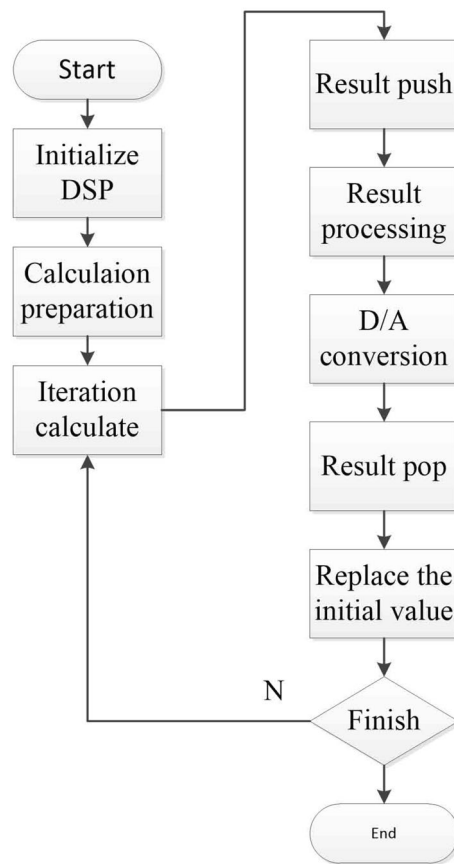 Start
Initialize
DSP
Calculaion
preparation
Iteration
calculate
Result push
Result
processing
D/A
conversion
Result pop
Replace the
initial value
N
Finish
End